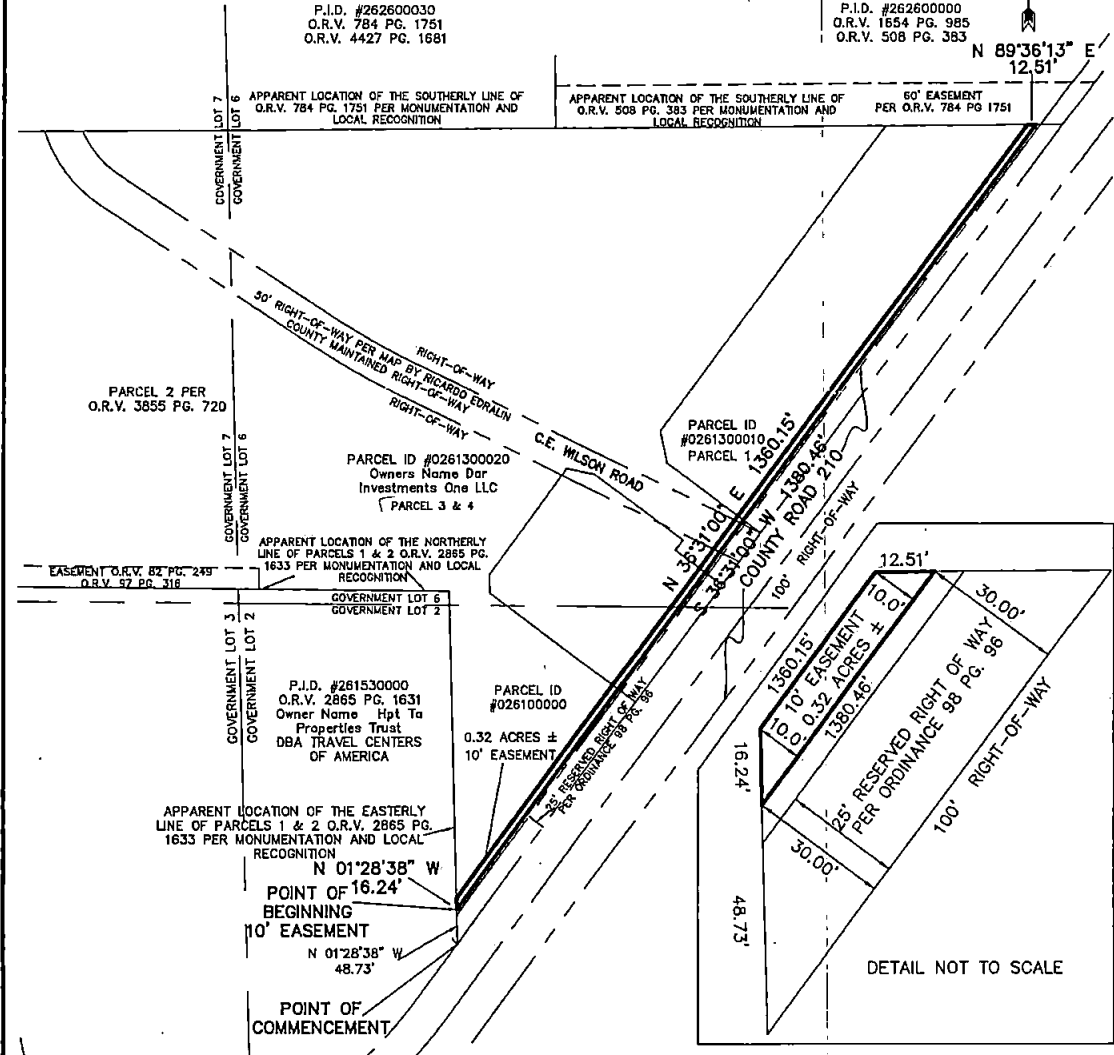 P.I.D. #262600030
O.R.V. 784 PG. 1751
O.R.V. 4427 PG. 1681
P.I.D. #262600000
O.R.V. 1654 PG. 985
O.R.V. 508 PG. 383
N 89°36'13" E
12.51'
GOVERNMENT LOT 7
GOVERNMENT LOT 6
APPARENT LOCATION OF THE SOUTHERLY LINE OF
O.R.V. 784 PG. 1751 PER MONUMENTATION AND
LOCAL RECOGNITION
APPARENT LOCATION OF THE SOUTHERLY LINE OF
O.R.V. 508 PG. 383 PER MONUMENTATION AND
LOCAL RECOGNITION
60' EASEMENT
PER O.R.V. 784 PG 1751
50' RIGHT-OF-WAY PER MAP BY RICARDO EDRALIN
COUNTY MAINTAINED RIGHT-OF-WAY
RIGHT-OF-WAY
RIGHT-OF-WAY
C.E. WILSON ROAD
PARCEL 2 PER
O.R.V. 3855 PG. 720
GOVERNMENT LOT 7
GOVERNMENT LOT 6
PARCEL ID #0261300020
Owners Name Dar
Investments One LLC
PARCEL 3 & 4
PARCEL ID
#0261300010
PARCEL 1
N 36°31'00" E 1360.15'
S 36°31'00" W 1380.46'
COUNTY ROAD 210
100' RIGHT-OF-WAY
APPARENT LOCATION OF THE NORTHERLY
LINE OF PARCELS 1 & 2 O.R.V. 2865 PG.
1633 PER MONUMENTATION AND LOCAL
RECOGNITION
EASEMENT O.R.V. 82 PG. 249
O.R.V. 97 PG. 316
GOVERNMENT LOT 6
GOVERNMENT LOT 2
GOVERNMENT LOT 3
GOVERNMENT LOT 2
P.I.D. #261530000
O.R.V. 2865 PG. 1631
Owner Name Hpt Ta
Properties Trust
DBA TRAVEL CENTERS
OF AMERICA
PARCEL ID
#026100000
0.32 ACRES ±
10' EASEMENT
25' RESERVED RIGHT OF WAY
PER ORDINANCE 98 PG. 96
APPARENT LOCATION OF THE EASTERLY
LINE OF PARCELS 1 & 2 O.R.V. 2865 PG.
1633 PER MONUMENTATION AND LOCAL
RECOGNITION
N 01°28'38" W
16.24'
POINT OF
BEGINNING
10' EASEMENT
N 01°28'38" W
48.73'
POINT OF
COMMENCEMENT
12.51'
10.0'
30.00'
1360.15'
10' EASEMENT
0.32 ACRES ±
10.0'
1380.46'
16.24'
25' RESERVED RIGHT OF WAY
PER ORDINANCE 98 PG. 96
100' RIGHT-OF-WAY
30.00'
48.73'
DETAIL NOT TO SCALE